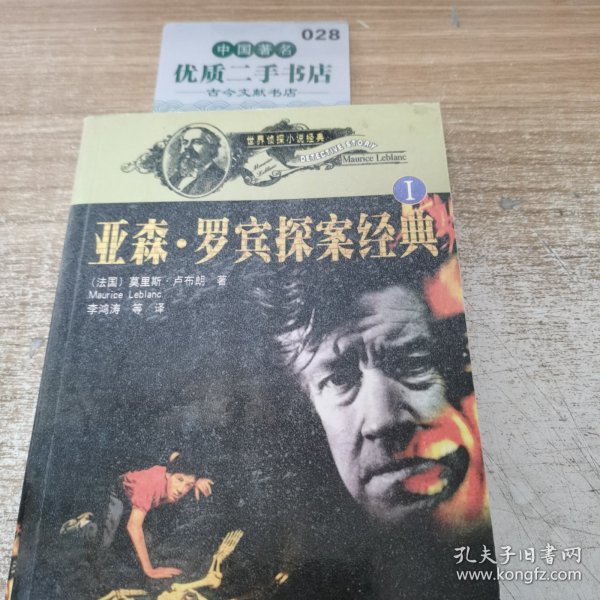 028
中国著名
优质二手书店
古今文献书店
世界侦探小说经典
DETECTIVE STORY
Maurice Leblanc
Maurice Leblanc
I
亚森·罗宾探案经典
(法国) 莫里斯·卢布朗 著
Maurice Leblanc
李鸿涛 等 译
孔夫子旧书网
www.kongfz.com